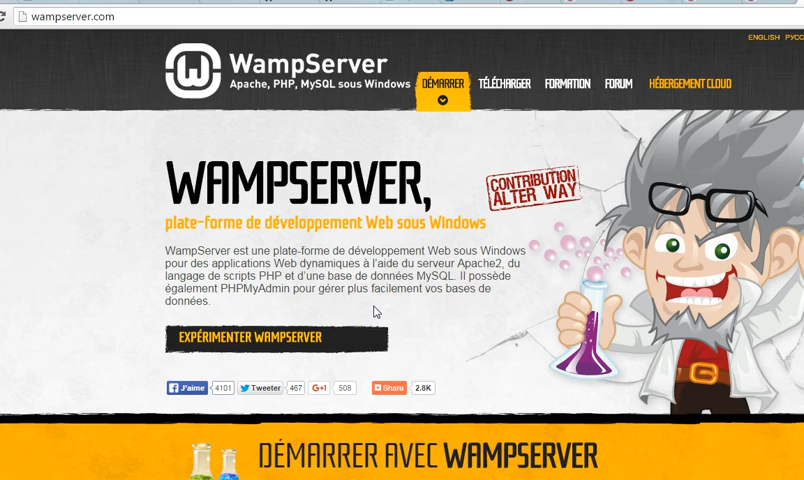 wampserver.com
ENGLISH
WampServer
Apache, PHP, MySQL sous Windows
DÉMARRER TÉLÉCHARGER FORMATION FORUM HÉBERGEMENT CLOUD
WAMPSERVER,
CONTRIBUTION
ALTER WAY
plate-forme de développement Web sous Windows
WampServer est une plate-forme de développement Web sous Windows
pour des applications Web dynamiques à l'aide du serveur Apache2, du
langage de scripts PHP et d'une base de données MySQL. Il possède
également PHPMyAdmin pour gérer plus facilement vos bases de
données.
EXPÉRIMENTER WAMPSERVER
J'aime 4101 Tweeter 467 G+1 508 Share 2.8K
DÉMARRER AVEC WAMPSERVER